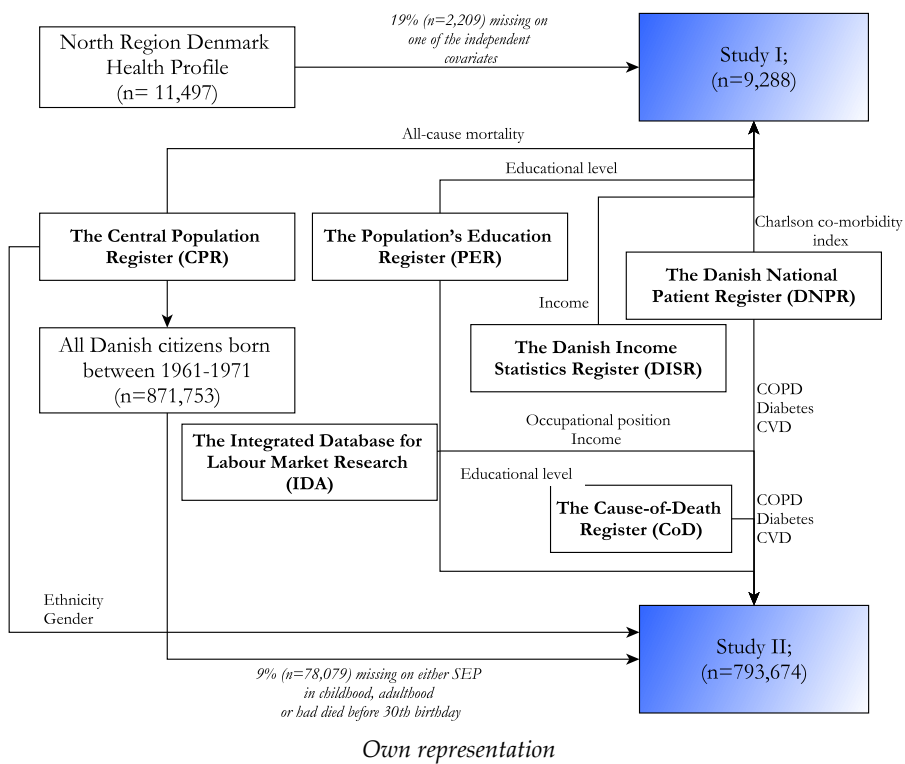 19% (n=2,209) missing on
one of the independent
covariates
North Region Denmark
Health Profile
(n= 11,497)
Study I;
(n=9,288)
All-cause mortality
Educational level
The Central Population
Register (CPR)
The Population's Education
Register (PER)
Charlson co-morbidity
index
The Danish National
Patient Register (DNPR)
Income
All Danish citizens born
between 1961-1971
(n=871,753)
The Danish Income
Statistics Register (DISR)
COPD
Diabetes
CVD
Occupational position
Income
The Integrated Database for
Labour Market Research
(IDA)
Educational level
The Cause-of-Death
Register (CoD)
COPD
Diabetes
CVD
Ethnicity
Gender
Study II;
(n=793,674)
9% (n=78,079) missing on either SEP
in childhood, adulthood
or had died before 30th birthday
Own representation